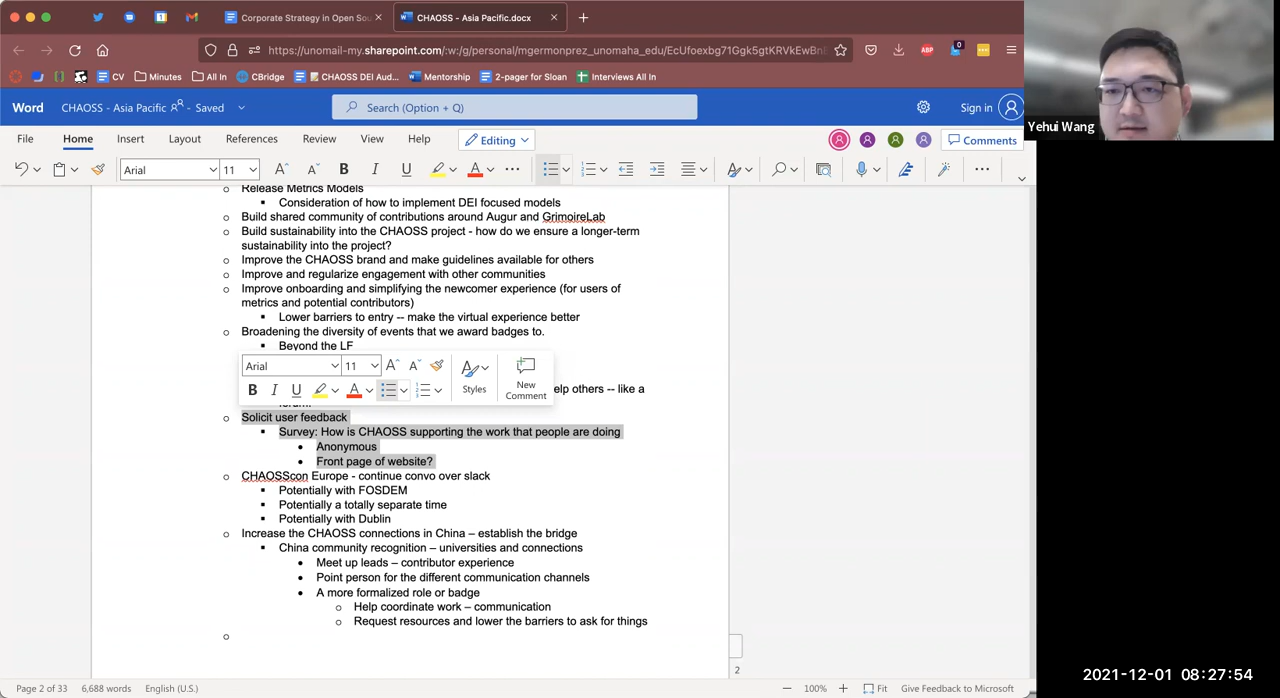 Corporate Strategy in Open Sou
CHAOSS - Asia Pacific.docx
https://unomail-my.sharepoint.com/:w:/g/personal/mgermonprez_unomaha_edu/EcUfoexbg71Ggk5gtKRVkEwBn
ABP
0
CV
Minutes
All In
CBridge
CHAOSS DEI Aud...
Mentorship
2-pager for Sloan
Interviews All In
Word
CHAOSS - Asia Pacific - Saved
Search (Option + Q)
Sign in
Yehui Wang
File
Home
Insert
Layout
References
Review
View
Help
Editing
Comments
Arial
11
Release Metrics Models
Consideration of how to implement DEI focused models
Build shared community of contributions around Augur and GrimoireLab
Build sustainability into the CHAOSS project - how do we ensure a longer-term
sustainability into the project?
Improve the CHAOSS brand and make guidelines available for others
Improve and regularize engagement with other communities
Improve onboarding and simplifying the newcomer experience (for users of
metrics and potential contributors)
Lower barriers to entry -- make the virtual experience better
Broadening the diversity of events that we award badges to.
Beyond the LF
Arial
11
Styles
New
Comment
elp others -- like a
Solicit user feedback
Survey: How is CHAOSS supporting the work that people are doing
Anonymous
Front page of website?
CHAOSScon Europe - continue convo over slack
Potentially with FOSDEM
Potentially a totally separate time
Potentially with Dublin
Increase the CHAOSS connections in China – establish the bridge
China community recognition – universities and connections
Meet up leads – contributor experience
Point person for the different communication channels
A more formalized role or badge
Help coordinate work – communication
Request resources and lower the barriers to ask for things
2
Page 2 of 33
6,688 words
English (U.S.)
100%
Fit
Give Feedback to Microsoft
2021-12-01 08:27:54